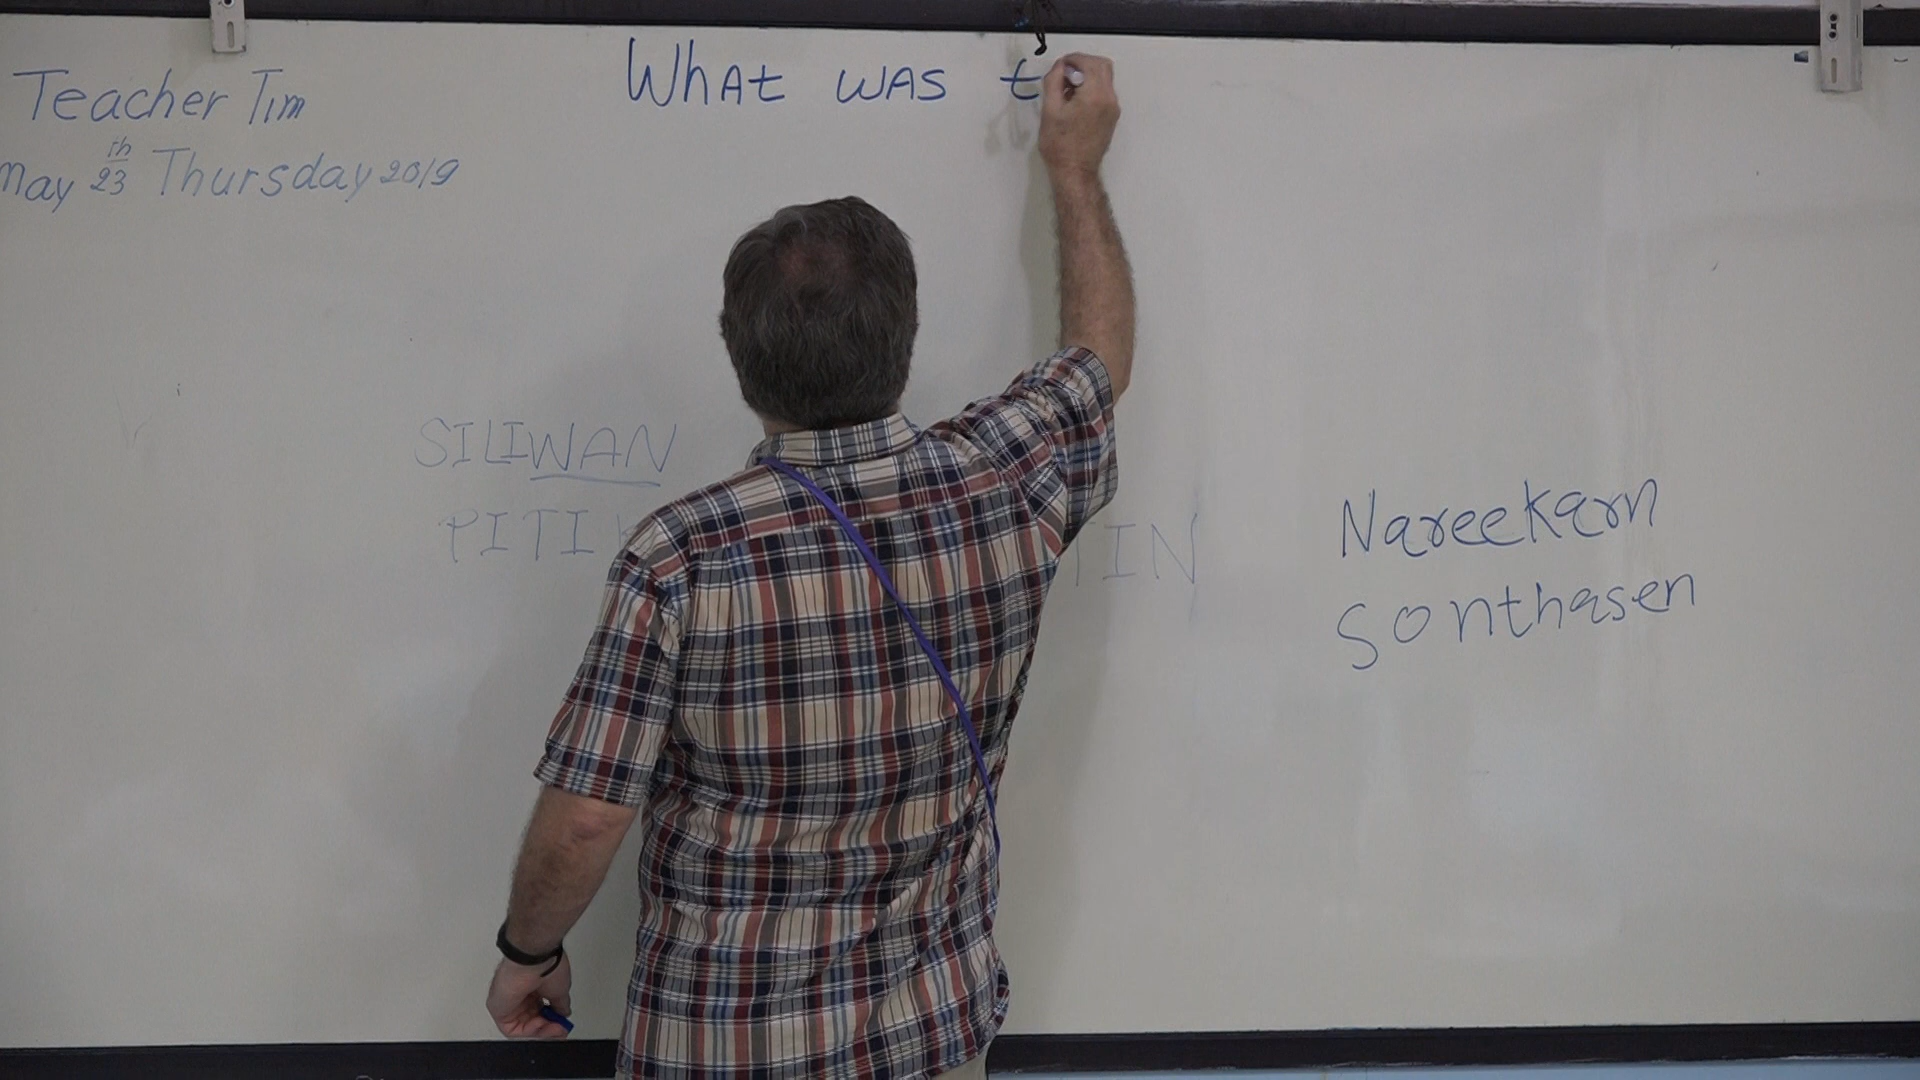 What was t
Teacher Tim
May 23th Thursday 2019
SILIWAN
Nareekarn
Sonthasen